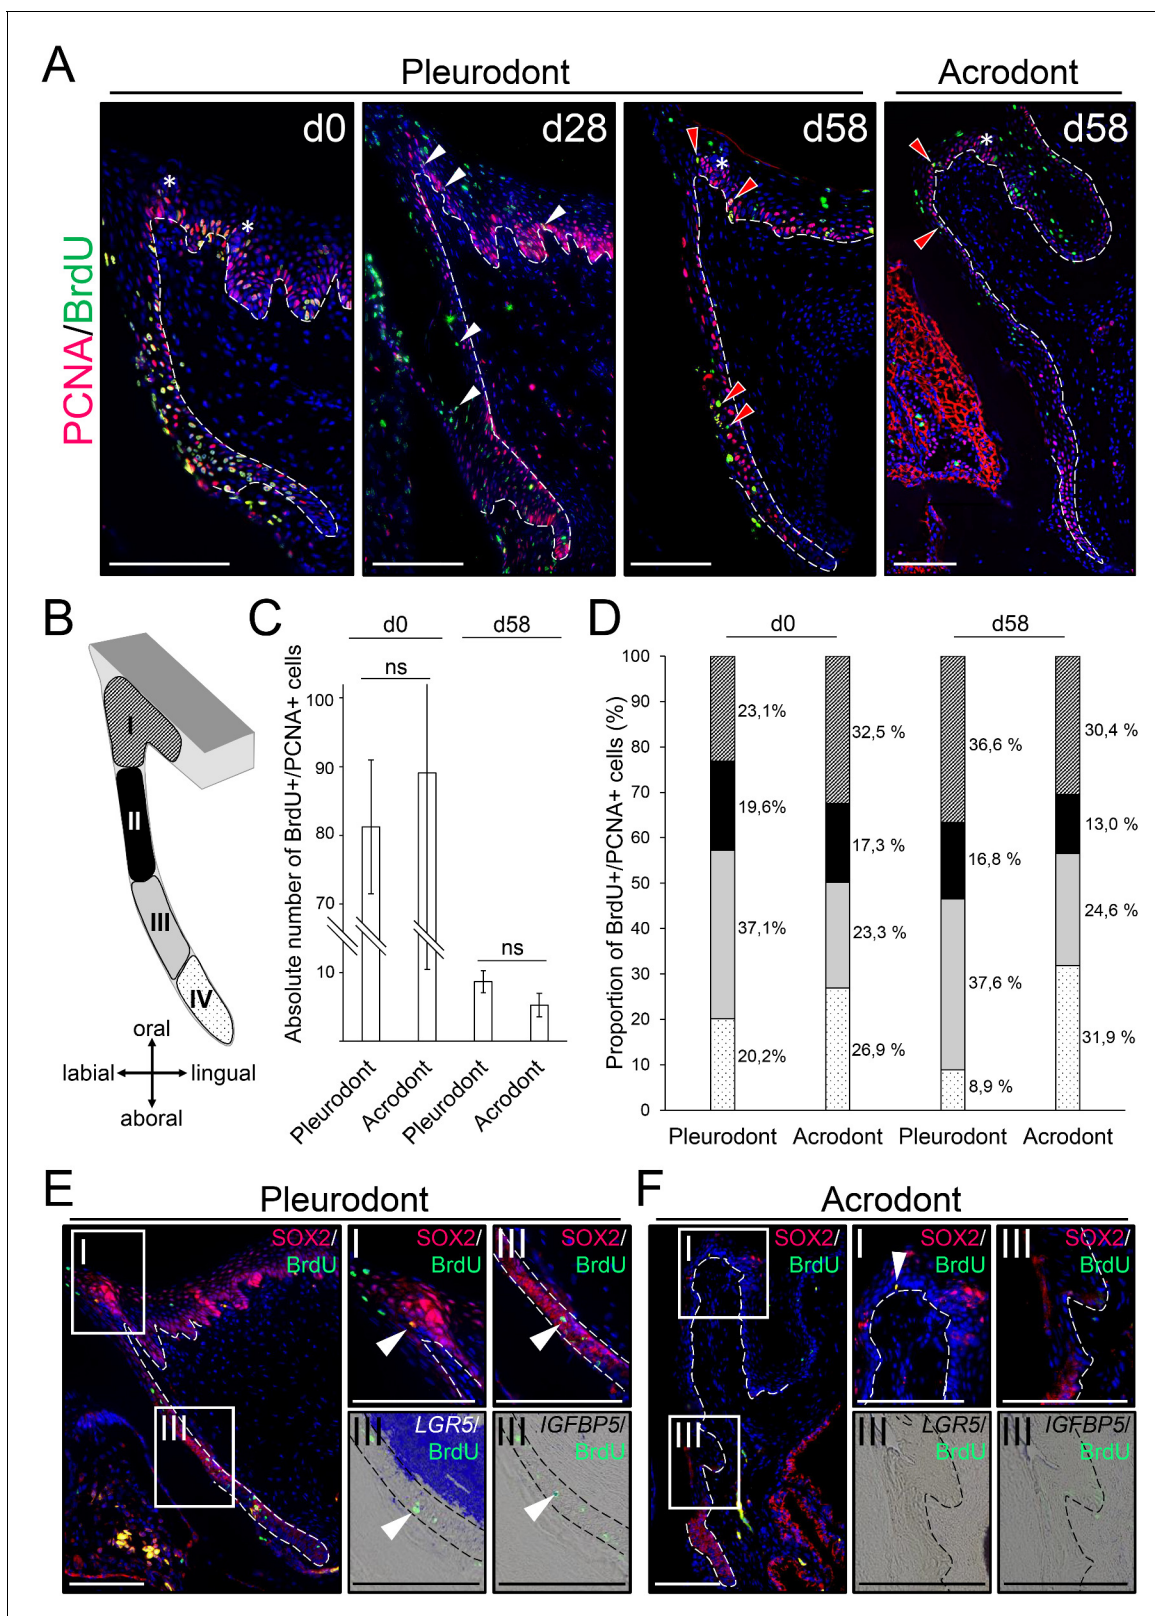 A
Pleurodont
Acrodont
PCNA/BrdU
d0
*
*
d28
d58
*
d58
*
B
I
II
III
IV
oral
labial
lingual
aboral
C
d0
d58
Absolute number of BrdU+/PCNA+ cells
ns
ns
100
90
80
70
10
Pleurodont
Acrodont
Pleurodont
Acrodont
D
d0
d58
Proportion of BrdU+/PCNA+ cells (%)
100
90
80
70
60
50
40
30
20
10
0
23,1%
19,6%
37,1%
20,2%
32,5 %
17,3 %
23,3 %
26,9 %
36,6 %
16,8 %
37,6 %
8,9 %
30,4 %
13,0 %
24,6 %
31,9 %
Pleurodont
Acrodont
Pleurodont
Acrodont
E
Pleurodont
I
III
SOX2/
BrdU
I
SOX2/
BrdU
III
SOX2/
BrdU
III
LGR5/
BrdU
III
IGFBP5/
BrdU
F
Acrodont
I
III
SOX2/
BrdU
I
SOX2/
BrdU
III
SOX2/
BrdU
III
LGR5/
BrdU
III
IGFBP5/
BrdU